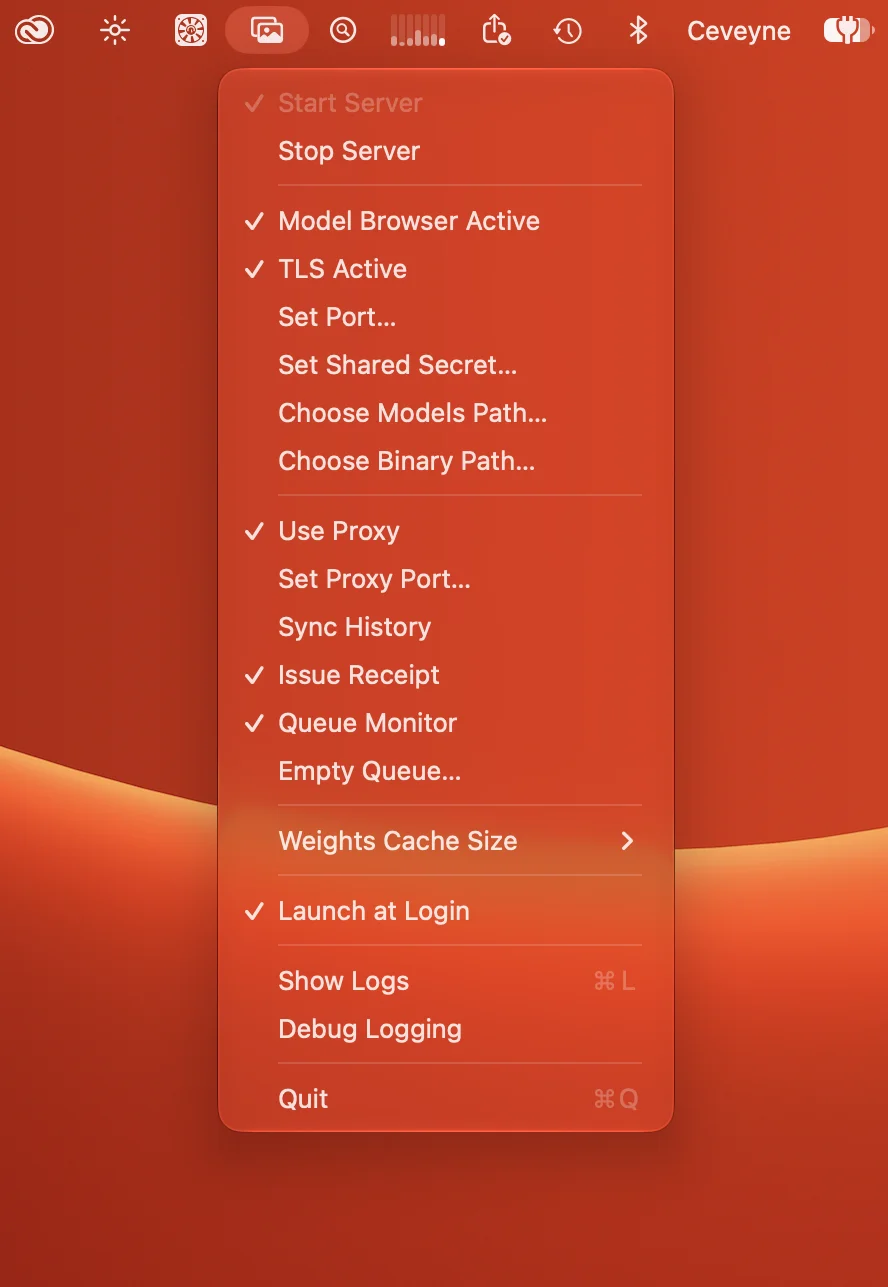 Ceveyne
Start Server
Stop Server
Model Browser Active
TLS Active
Set Port...
Set Shared Secret...
Choose Models Path...
Choose Binary Path...
Use Proxy
Set Proxy Port...
Sync History
Issue Receipt
Queue Monitor
Empty Queue...
Weights Cache Size
Launch at Login
Show Logs ⌘ L
Debug Logging
Quit ⌘ Q